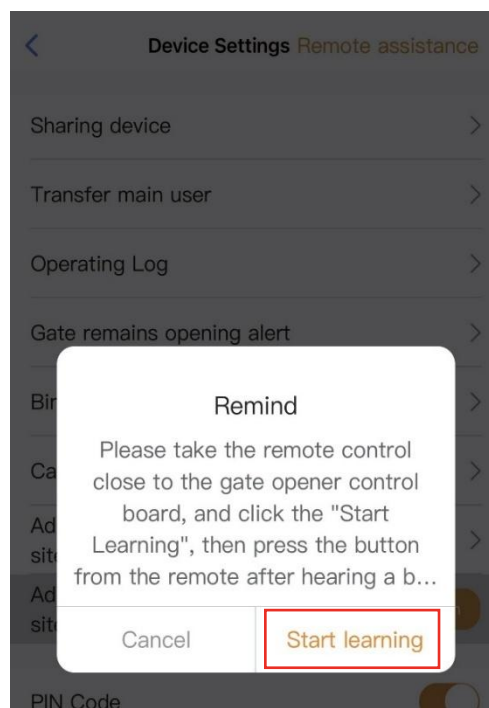 Device Settings Remote assistance
Sharing device
Transfer main user
Operating Log
Gate remains opening alert
Remind
Please take the remote control
close to the gate opener control
board, and click the "Start
Learning", then press the button
from the remote after hearing a b...
Cancel Start learning
PIN Code